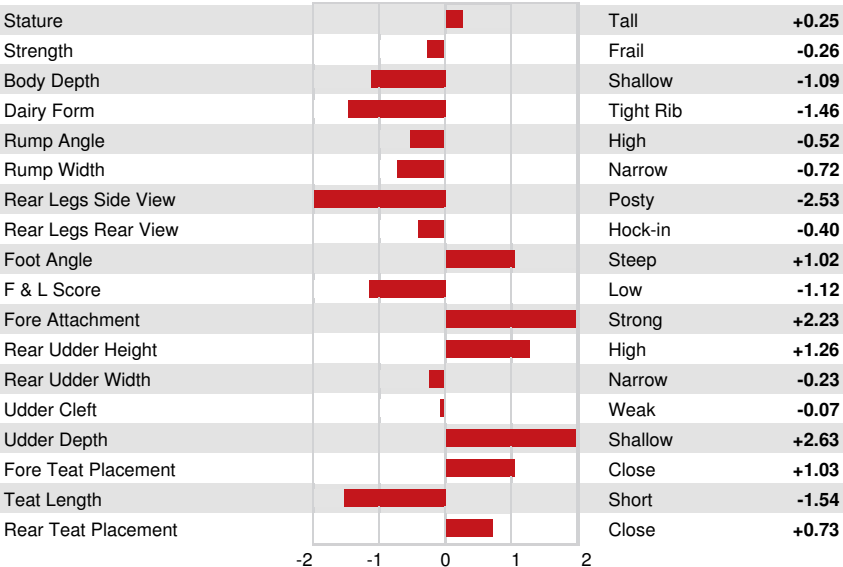 Stature Tall +0.25
Strength Frail -0.26
Body Depth Shallow -1.09
Dairy Form Tight Rib -1.46
Rump Angle High -0.52
Rump Width Narrow -0.72
Rear Legs Side View Posty -2.53
Rear Legs Rear View Hock-in -0.40
Foot Angle Steep +1.02
F & L Score Low -1.12
Fore Attachment Strong +2.23
Rear Udder Height High +1.26
Rear Udder Width Narrow -0.23
Udder Cleft Weak -0.07
Udder Depth Shallow +2.63
Fore Teat Placement Close +1.03
Teat Length Short -1.54
Rear Teat Placement Close +0.73
-2 -1 0 1 2